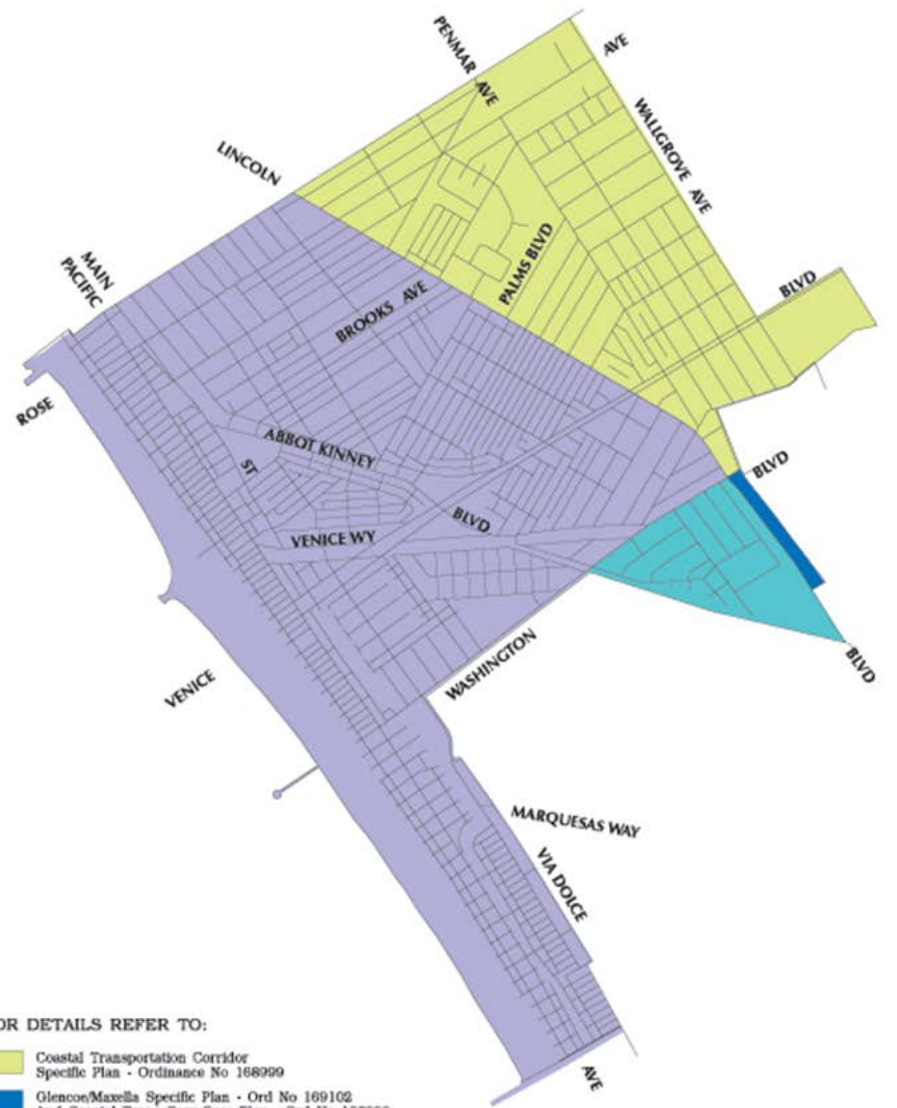 PENMAR AVE
AVE
WALLGROVE AVE
LINCOLN
MAIN
PACIFIC
PALMS BLVD
BLVD
BROOKS AVE
ROSE
ABBOT KINNEY
ST
BLVD
BLVD
VENICE WY
WASHINGTON
BLVD
VENICE
MARQUESAS WAY
VIA DOLCE
AVE
OR DETAILS REFER TO:
Coastal Transportation Corridor
Specific Plan - Ordinance No 168999
Glencoe/Maxella Specific Plan - Ord No 169102